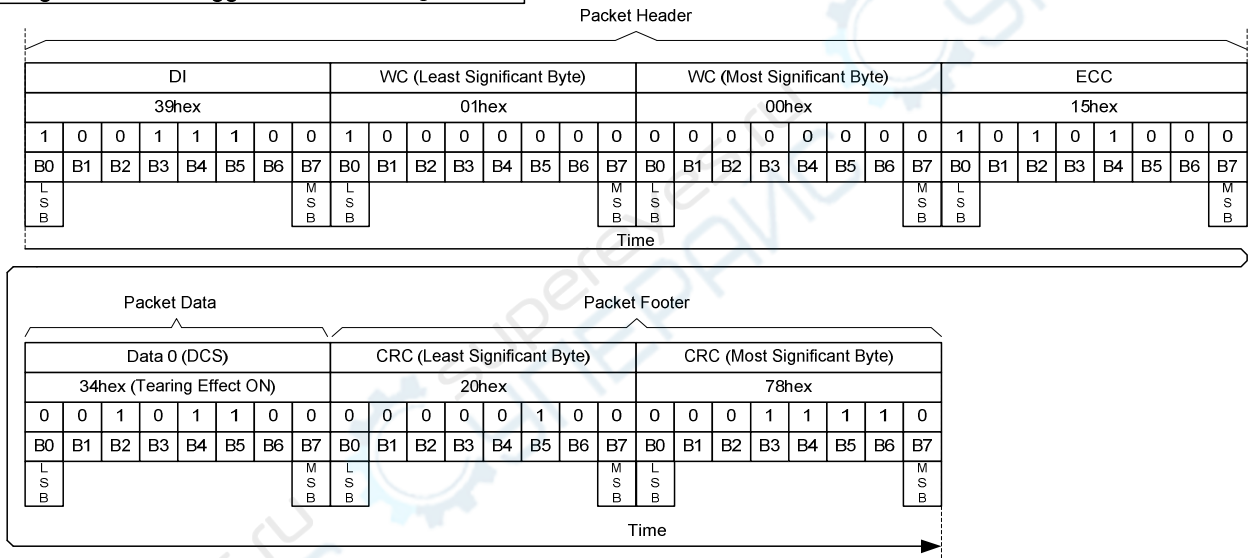 Packet Header
DI WC (Least Significant Byte) WC (Most Significant Byte) ECC
39hex 01hex 00hex 15hex
1 0 0 1 1 1 0 0 1 0 0 0 0 0 0 0 0 0 0 0 0 0 0 0 1 0 1 0 1 0 0 0
B0 B1 B2 B3 B4 B5 B6 B7 B0 B1 B2 B3 B4 B5 B6 B7 B0 B1 B2 B3 B4 B5 B6 B7 B0 B1 B2 B3 B4 B5 B6 B7
LSB MSB LSB MSB LSB MSB LSB MSB
Time
Packet Data Packet Footer
Data 0 (DCS) CRC (Least Significant Byte) CRC (Most Significant Byte)
34hex (Tearing Effect ON) 20hex 78hex
0 0 1 0 1 1 0 0 0 0 0 0 0 1 0 0 0 0 0 1 1 1 1 0
B0 B1 B2 B3 B4 B5 B6 B7 B0 B1 B2 B3 B4 B5 B6 B7 B0 B1 B2 B3 B4 B5 B6 B7
LSB MSB LSB MSB LSB MSB
Time
supereyes.ru